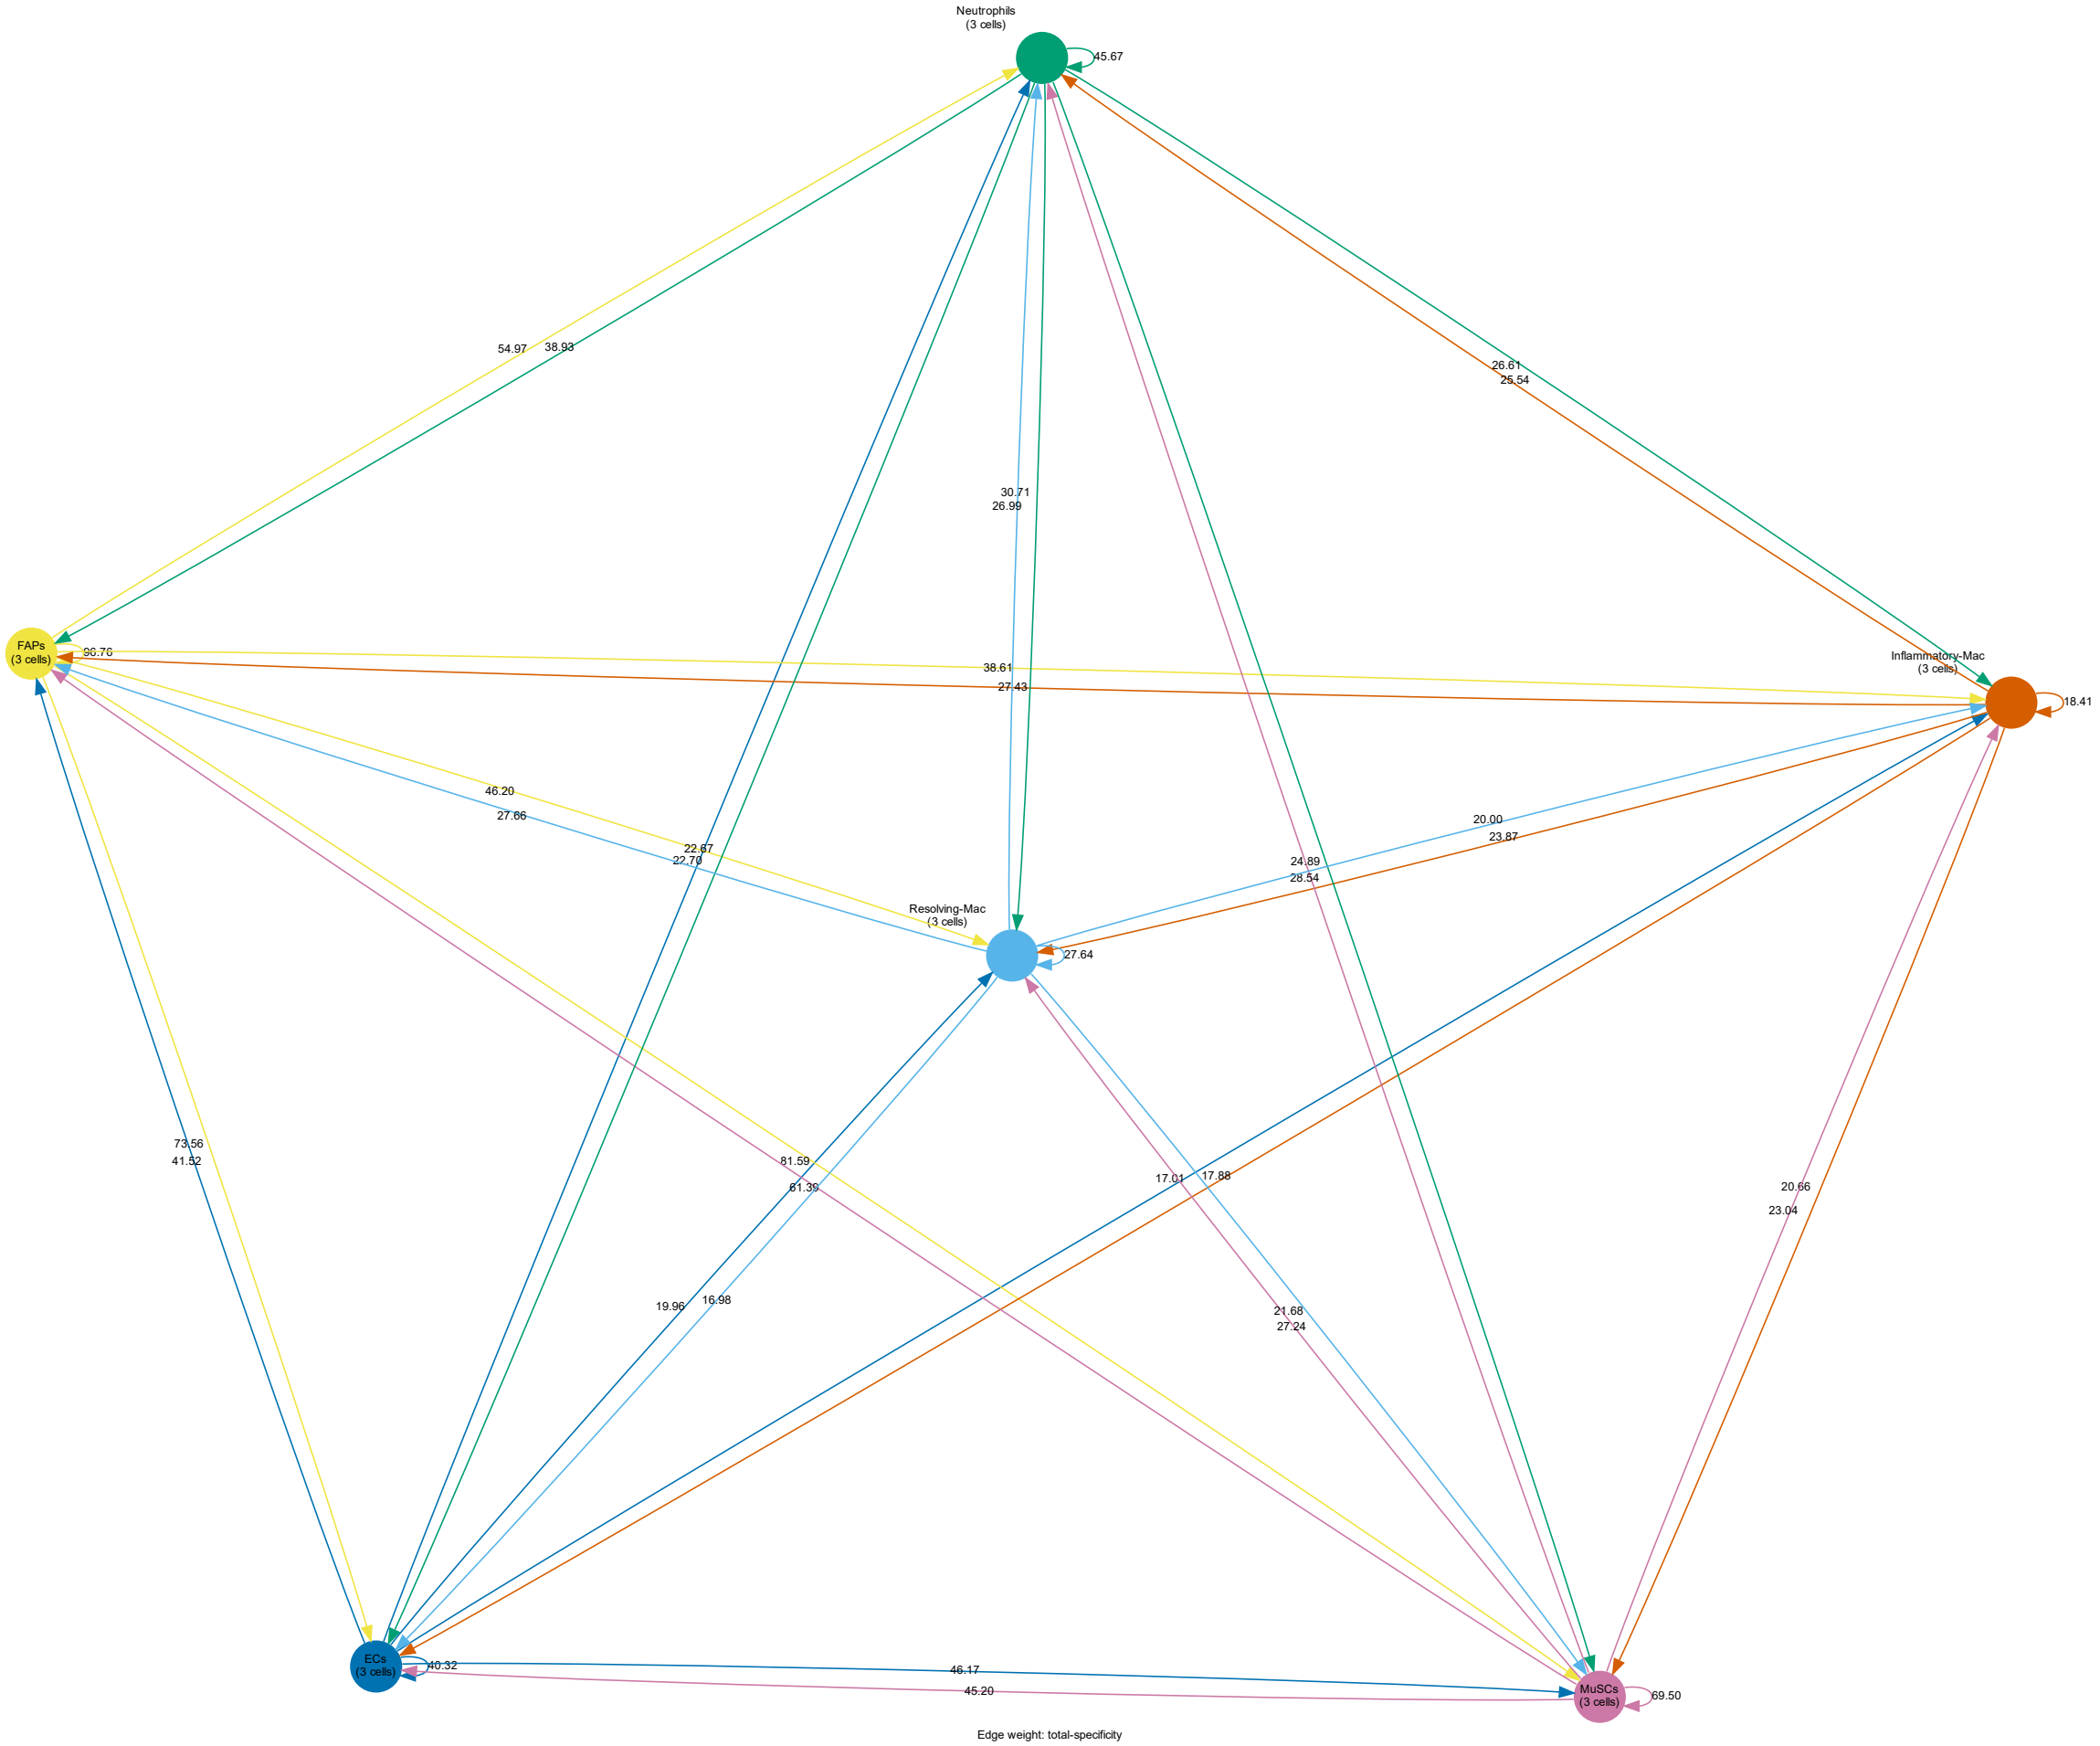 Neutrophils
(3 cells)
45.67
54.97
38.93
26.61
25.54
30.71
26.99
FAPs
(3 cells)
Inflammatory-Mac
(3 cells)
38.61
27.43
18.41
46.20
27.66
20.00
23.87
22.67
22.70
24.89
28.54
Resolving-Mac
(3 cells)
27.64
73.56
41.52
81.59
61.39
17.01
17.88
20.66
23.04
19.96
16.98
21.68
27.24
ECs
(3 cells)
40.32
46.17
45.20
MuSCs
(3 cells)
69.50
Edge weight: total-specificity